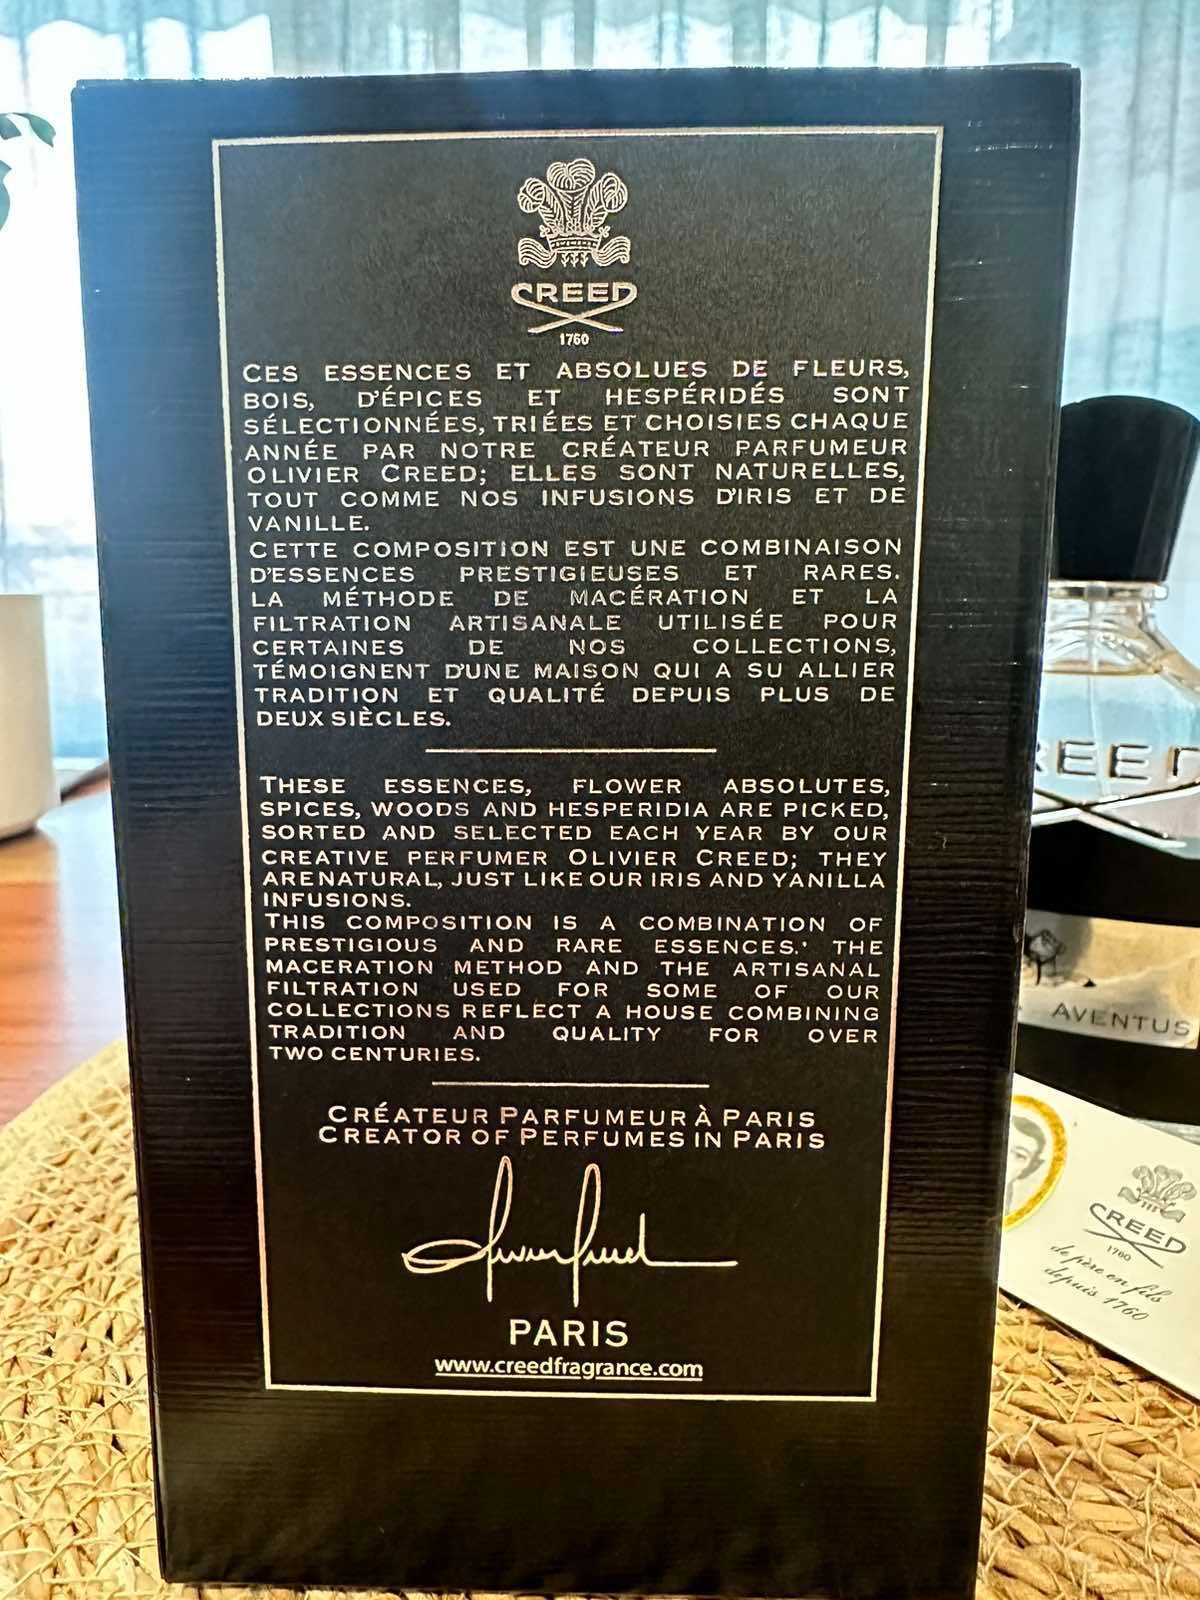 CREED
1760
CES ESSENCES ET ABSOLUES DE FLEURS,
BOIS, D'ÉPICES ET HESPÉRIDÉS SONT
SÉLECTIONNÉES, TRIÉES ET CHOISIES CHAQUE
ANNÉE PAR NOTRE CRÉATEUR PARFUMEUR
OLIVIER CREED; ELLES SONT NATURELLES,
TOUT COMME NOS INFUSIONS D'IRIS ET DE
VANILLE.
CETTE COMPOSITION EST UNE COMBINAISON
D'ESSENCES PRESTIGIEUSES ET RARES.
LA MÉTHODE DE MACÉRATION ET LA
FILTRATION ARTISANALE UTILISÉE POUR
CERTAINES DE NOS COLLECTIONS,
TÉMOIGNENT D'UNE MAISON QUI A SU ALLIER
TRADITION ET QUALITÉ DEPUIS PLUS DE
DEUX SIÈCLES.
THESE ESSENCES, FLOWER ABSOLUTES,
SPICES, WOODS AND HESPERIDIA ARE PICKED,
SORTED AND SELECTED EACH YEAR BY OUR
CREATIVE PERFUMER OLIVIER CREED; THEY
ARENATURAL, JUST LIKE OUR IRIS AND YANILLA
INFUSIONS.
THIS COMPOSITION IS A COMBINATION OF
PRESTIGIOUS AND RARE ESSENCES.' THE
MACERATION METHOD AND THE ARTISANAL
FILTRATION USED FOR SOME OF OUR
COLLECTIONS REFLECT A HOUSE COMBINING
TRADITION AND QUALITY FOR OVER
TWO CENTURIES.
CRÉATEUR PARFUMEUR À PARIS
CREATOR OF PERFUMES IN PARIS
Olivier Creed
PARIS
www.creedfragrance.com
REED
AVENTUS
CREED
1760
de père en fils
depuis 1760